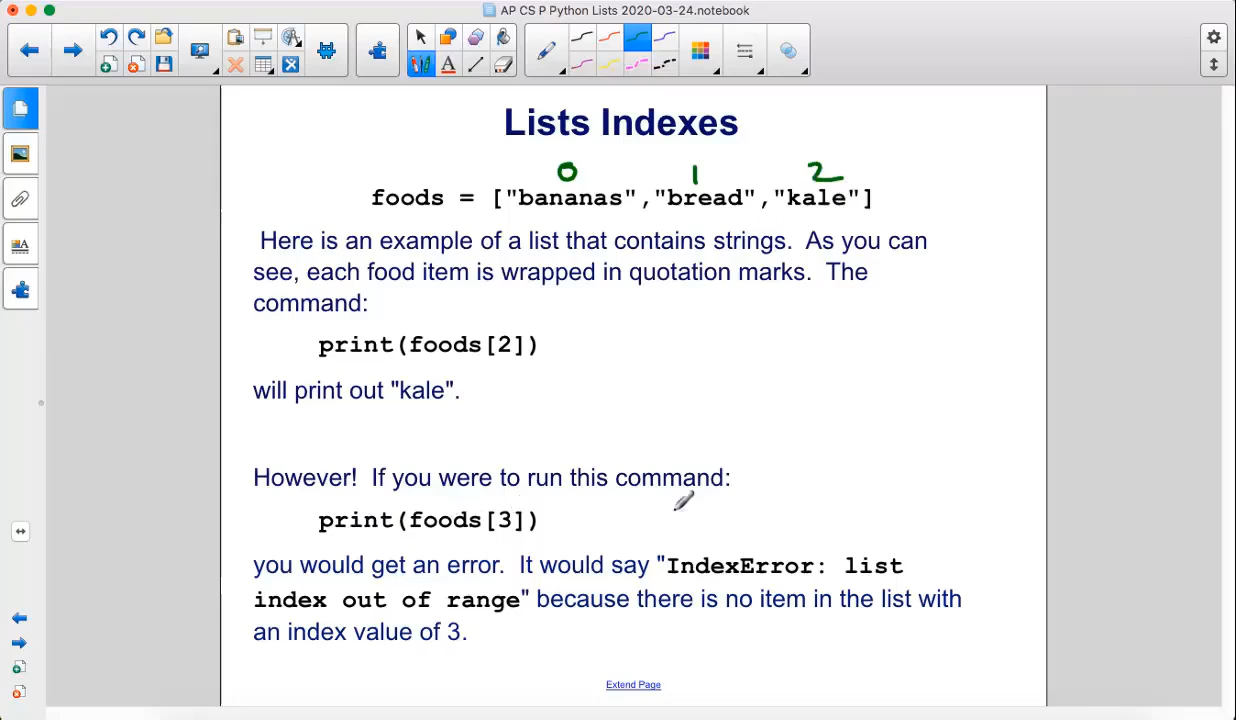 AP CS P Python Lists 2020-03-24.notebook
Lists Indexes
0 1 2
foods = ["bananas","bread","kale"]
Here is an example of a list that contains strings. As you can
see, each food item is wrapped in quotation marks. The
command:
print(foods[2])
will print out "kale".
However! If you were to run this command:
print(foods[3])
you would get an error. It would say "IndexError: list
index out of range" because there is no item in the list with
an index value of 3.
Extend Page